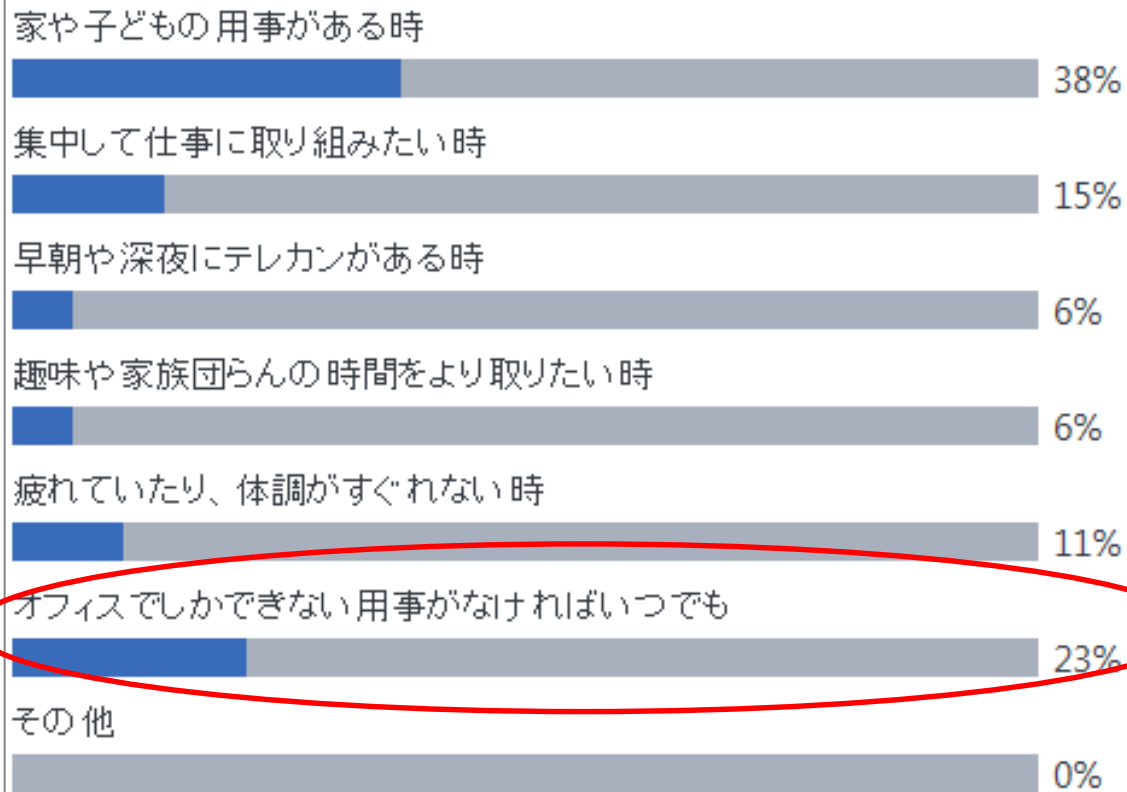 家や子どもの用事がある時
38%
集中して仕事に取り組みたい時
15%
早朝や深夜にテレカンがある時
6%
趣味や家族団らんの時間をより取りたい時
6%
疲れていたり、体調がすぐれない時
11%
オフィスでしかできない用事がなければいつでも
23%
その他
0%